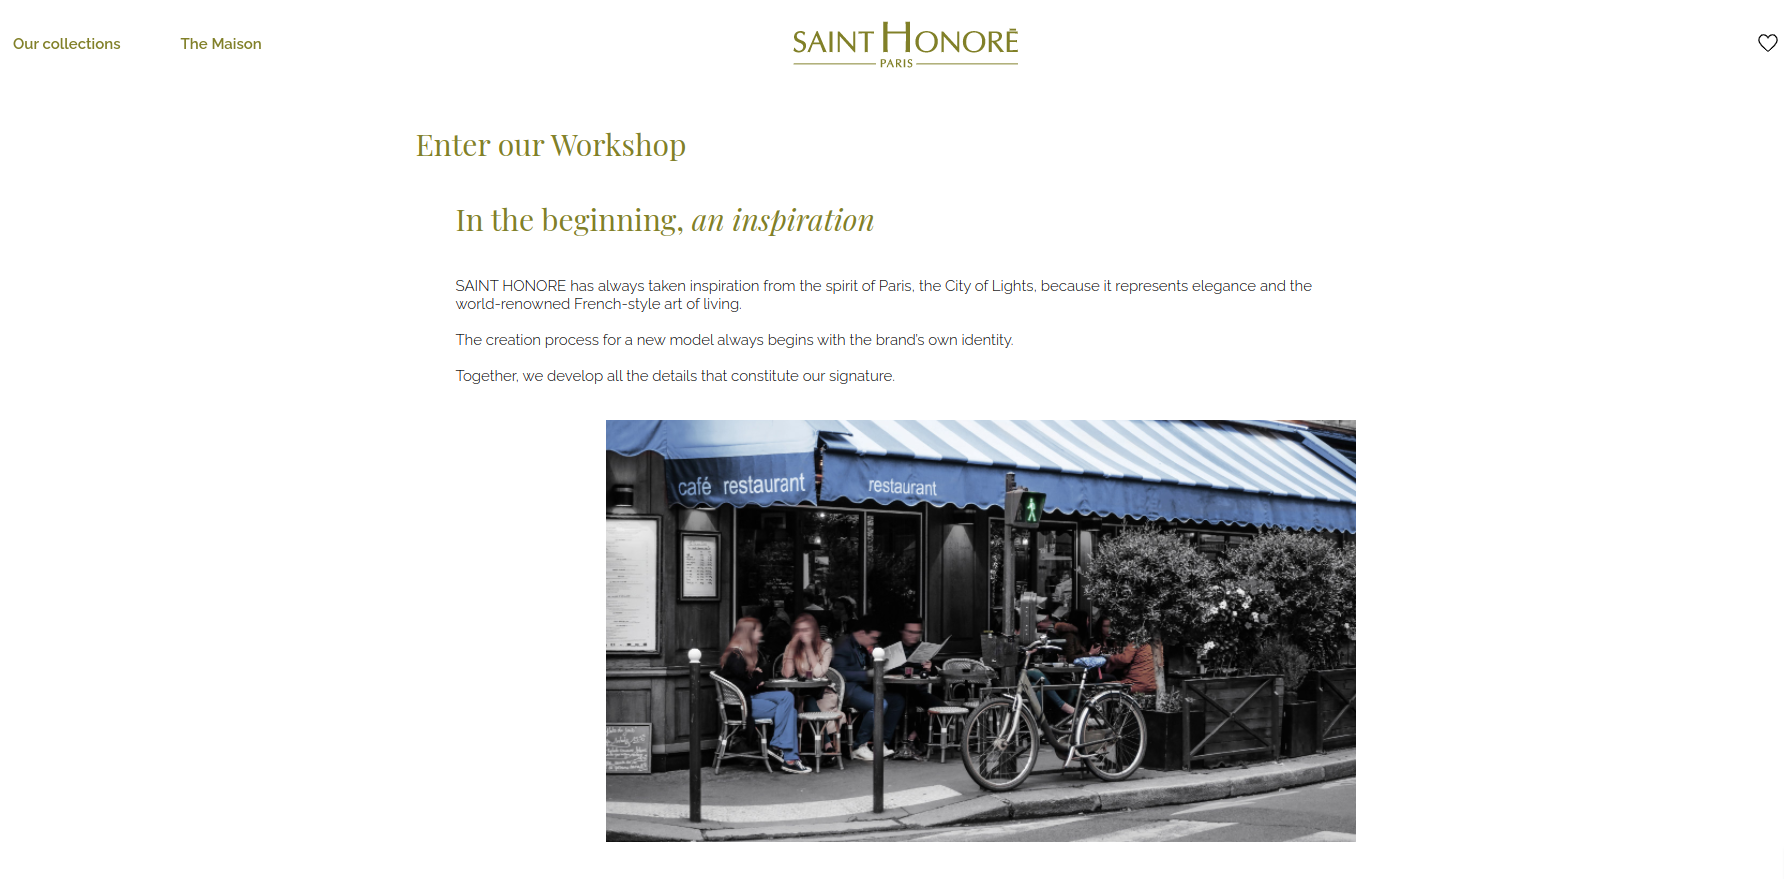 Our collections
The Maison
SAINT HONORÉ
PARIS
Enter our Workshop
In the beginning, an inspiration
SAINT HONORE has always taken inspiration from the spirit of Paris, the City of Lights, because it represents elegance and the
world-renowned French-style art of living.
The creation process for a new model always begins with the brand's own identity.
Together, we develop all the details that constitute our signature.
café restaurant
restaurant